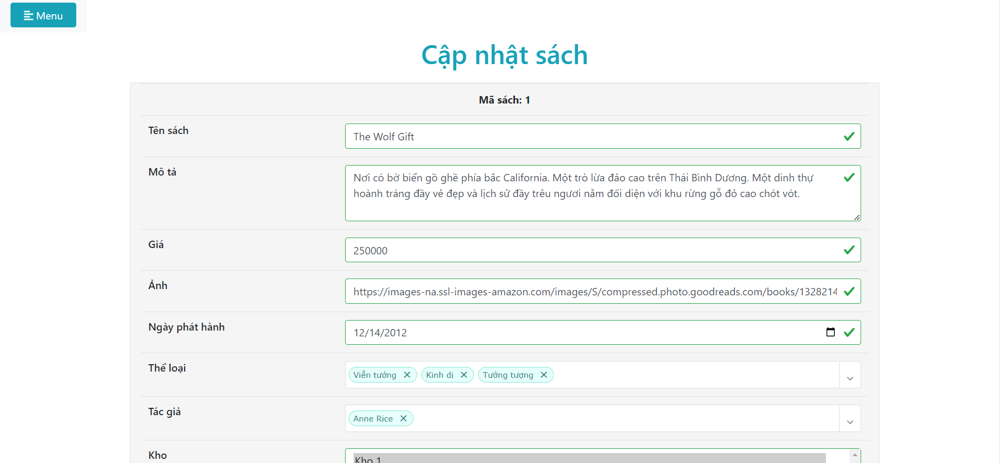 Menu
Cập nhật sách
Mã sách: 1
Tên sách
The Wolf Gift
Mô tả
Nơi có bờ biển gồ ghề phía bắc California. Một trò lừa đảo cao trên Thái Bình Dương. Một dinh thự
hoành tráng đầy vẻ đẹp và lịch sử đầy trêu ngươi nằm đối diện với khu rừng gỗ đỏ cao chót vót.
Giá
250000
Ảnh
https://images-na.ssl-images-amazon.com/images/S/compressed.photo.goodreads.com/books/1328214
Ngày phát hành
12/14/2012
Thể loại
Viễn tưởng Kinh dị Tưởng tượng
Tác giả
Anne Rice
Kho
Kho 1